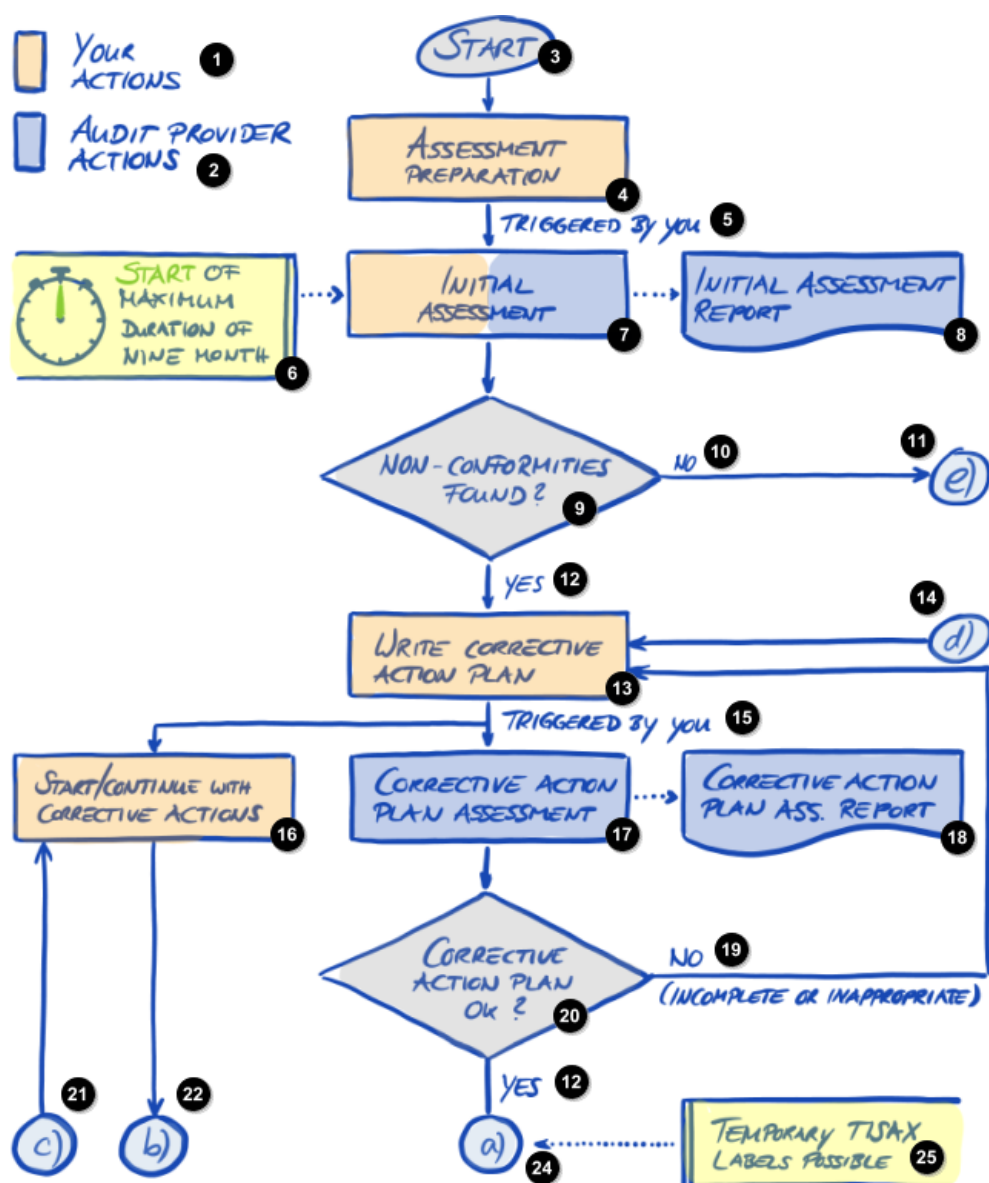 YOUR
ACTIONS
1
AUDIT PROVIDER
ACTIONS
2
START
3
ASSESSMENT
PREPARATION
4
TRIGGERED BY YOU
5
START OF
MAXIMUM
DURATION OF
NINE MONTH
6
INITIAL
ASSESSMENT
7
INITIAL ASSESSMENT
REPORT
8
NON-CONFORMITIES
FOUND?
9
NO
10
11
e)
YES
12
WRITE CORRECTIVE
ACTION PLAN
13
14
d)
TRIGGERED BY YOU
15
START/CONTINUE WITH
CORRECTIVE ACTIONS
16
CORRECTIVE ACTION
PLAN ASSESSMENT
17
CORRECTIVE ACTION
PLAN ASS. REPORT
18
CORRECTIVE
ACTION PLAN
OK?
20
NO
19
(INCOMPLETE OR INAPPROPRIATE)
21
c)
22
b)
YES
12
a)
24
TEMPORARY TISAX
LABELS POSSIBLE
25